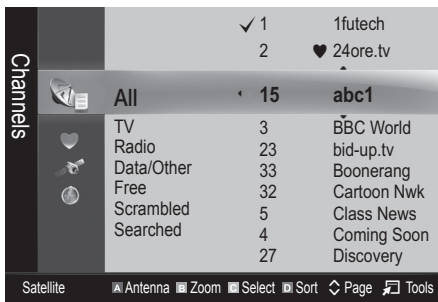 Channels
✓ 1 1futech
2 ♥ 24ore.tv
All 15 abc1
TV 3 BBC World
Radio 23 bid-up.tv
Data/Other 33 Boonerang
Free 32 Cartoon Nwk
Scrambled 5 Class News
Searched 4 Coming Soon
27 Discovery
Satellite A Antenna B Zoom C Select D Sort Page Tools